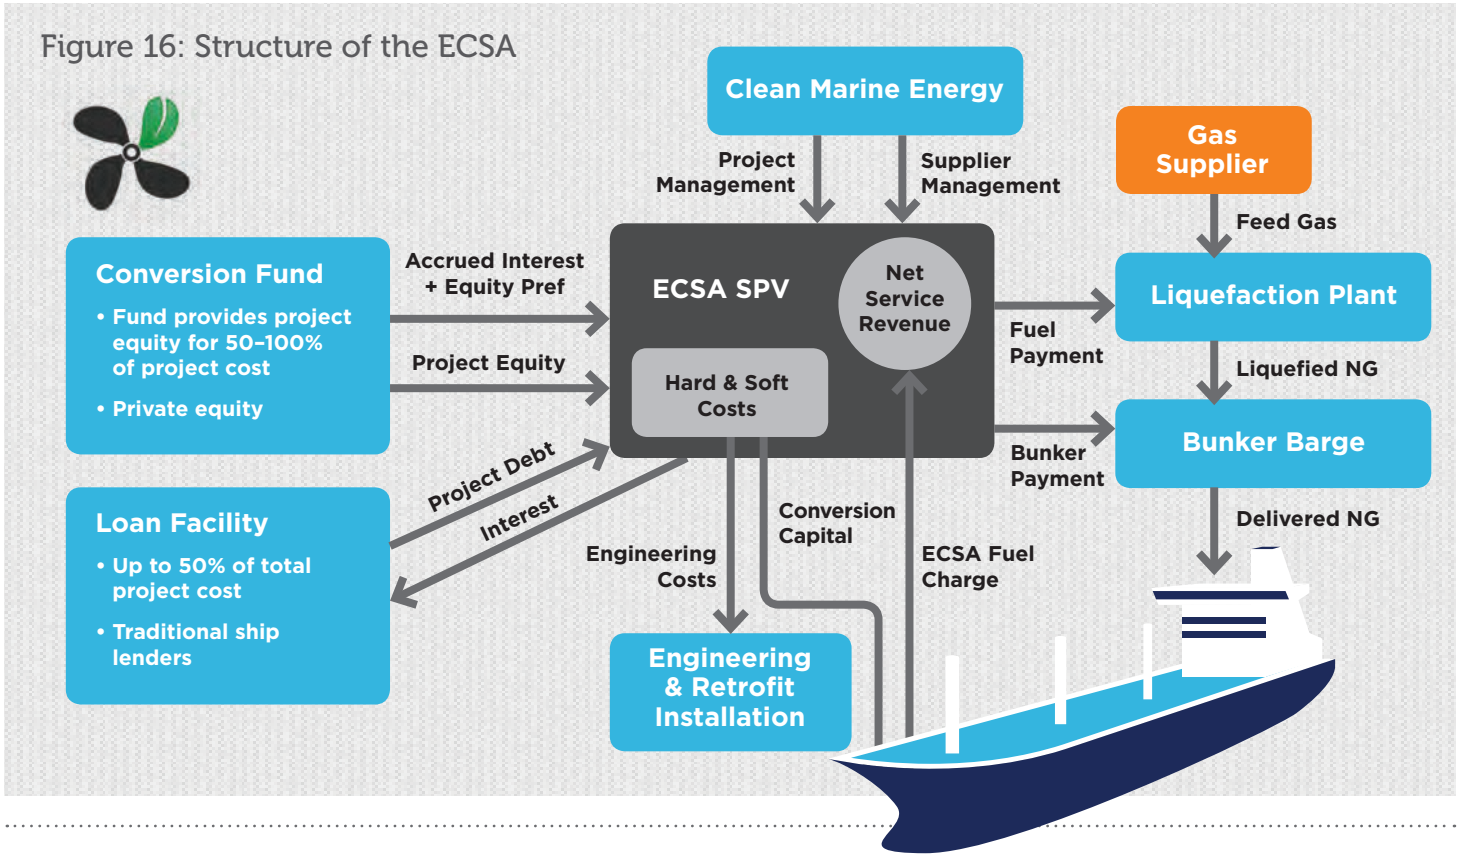 Figure 16: Structure of the ECSA
Clean Marine Energy
Project
Management
Supplier
Management
Gas
Supplier
Feed Gas
Conversion Fund
• Fund provides project
equity for 50–100%
of project cost
• Private equity
Accrued Interest
+ Equity Pref
Project Equity
ECSA SPV
Net
Service
Revenue
Hard & Soft
Costs
Fuel
Payment
Liquefaction Plant
Liquefied NG
Bunker
Payment
Bunker Barge
Delivered NG
Loan Facility
• Up to 50% of total
project cost
• Traditional ship
lenders
Project Debt
Interest
Engineering
Costs
Conversion
Capital
ECSA Fuel
Charge
Engineering
& Retrofit
Installation